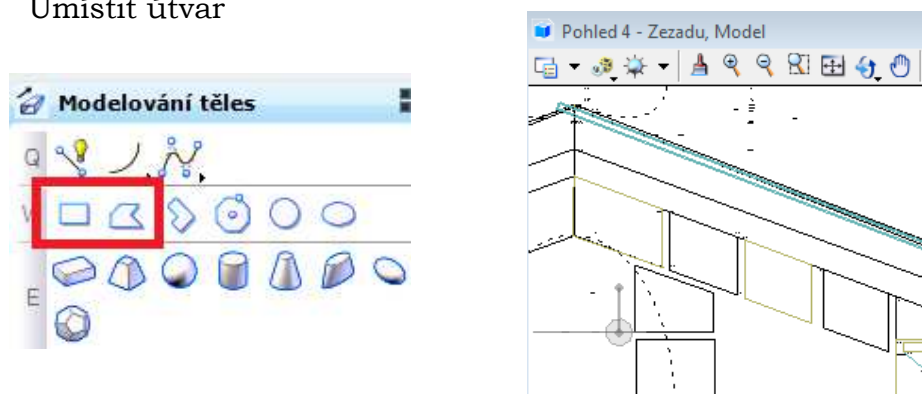 Umístit útvar
Pohled 4 - Zezadu, Model
Modelování těles
Q
W
E